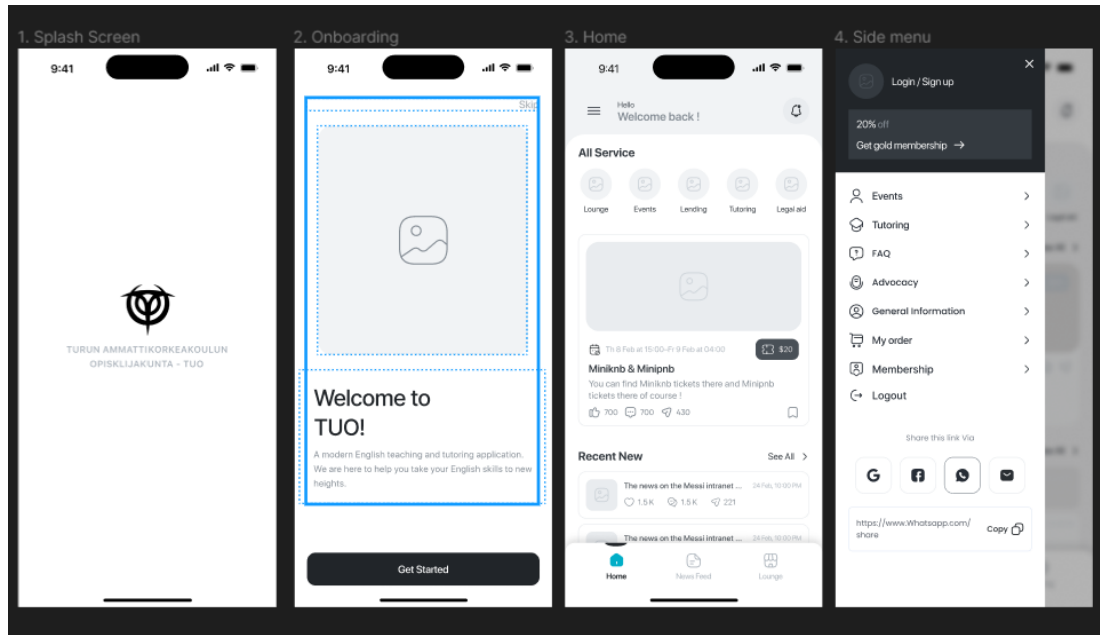 1. Splash Screen
9:41
TURUN AMMATTIKORKEAKOULUN
OPISKLIJAKUNTA - TUO
2. Onboarding
9:41
Skip
Welcome to
TUO!
A modern English teaching and tutoring application.
We are here to help you take your English skills to new
heights.
Get Started
3. Home
9:41
Hello
Welcome back !
All Service
Lounge Events Lending Tutoring Legal aid
Th 8 Feb at 15:00-Fr 9 Feb at 04:00 $20
Miniknb & Minipnb
You can find Miniknb tickets there and Minipnb
tickets there of course !
700 700 430
Recent New See All
The news on the Messi intranet ... 24 Feb, 10:00 PM
1.5 K 1.5 K 221
The news on the Messi intranet ... 24 Feb, 10:00 PM
Home News Feed Lounge
4. Side menu
Login / Sign up
20% off
Get gold membership
Events
Tutoring
FAQ
Advocacy
General Information
My order
Membership
Logout
Share this link Via
https://www.Whatsapp.com/
share
Copy